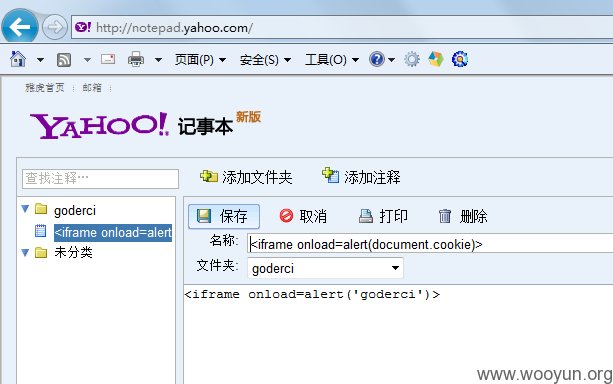 http://notepad.yahoo.com/
页面(P) 安全(S) 工具(O)
雅虎首页 邮箱
YAHOO! 记事本 新版
查找注释… 添加文件夹 添加注释
goderci 保存 取消 打印 删除
<iframe onload=alert 名称: <iframe onload=alert(document.cookie)>
未分类 文件夹: goderci
<iframe onload=alert('goderci')>
www.wooyun.org